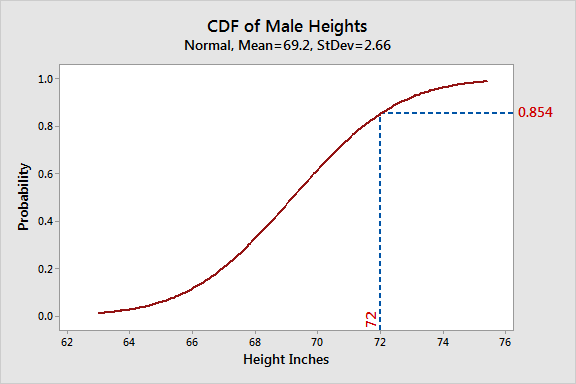 CDF of Male Heights
Normal, Mean=69.2, StDev=2.66
1.0
0.854
0.8
0.6
0.4
0.2
0.0
Probability
72
62 64 66 68 70 72 74 76
Height Inches